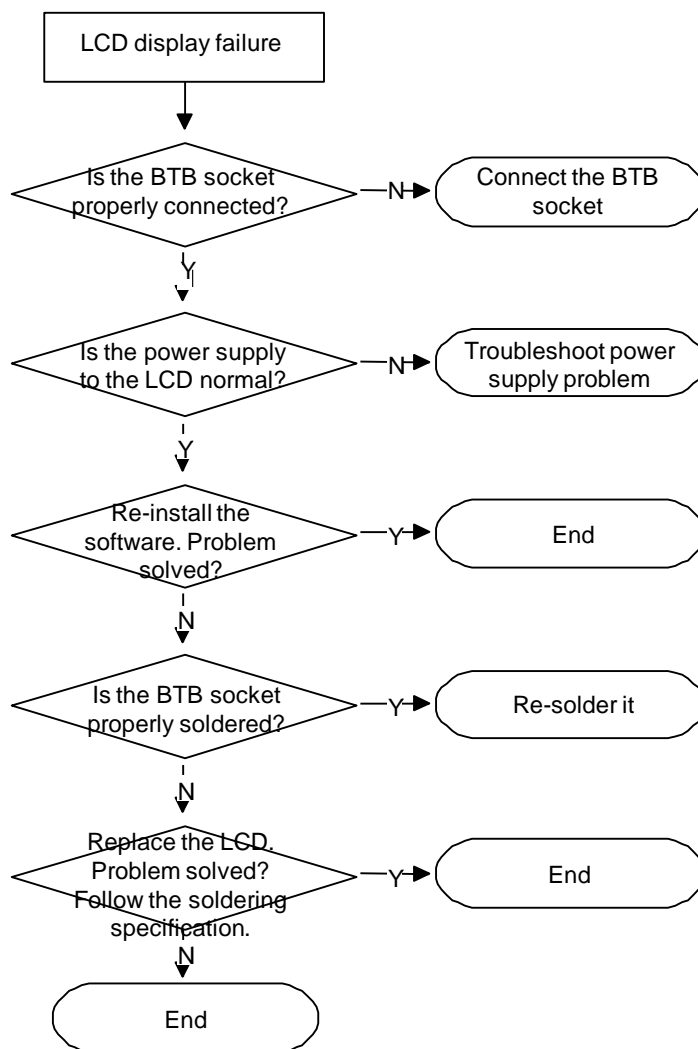 LCD display failure
Is the BTB socket
properly connected?
N
Connect the BTB
socket
Y
Is the power supply
to the LCD normal?
N
Troubleshoot power
supply problem
Y
Re-install the
software. Problem
solved?
Y
End
N
Is the BTB socket
properly soldered?
Y
Re-solder it
N
Replace the LCD.
Problem solved?
Follow the soldering
specification.
Y
End
N
End